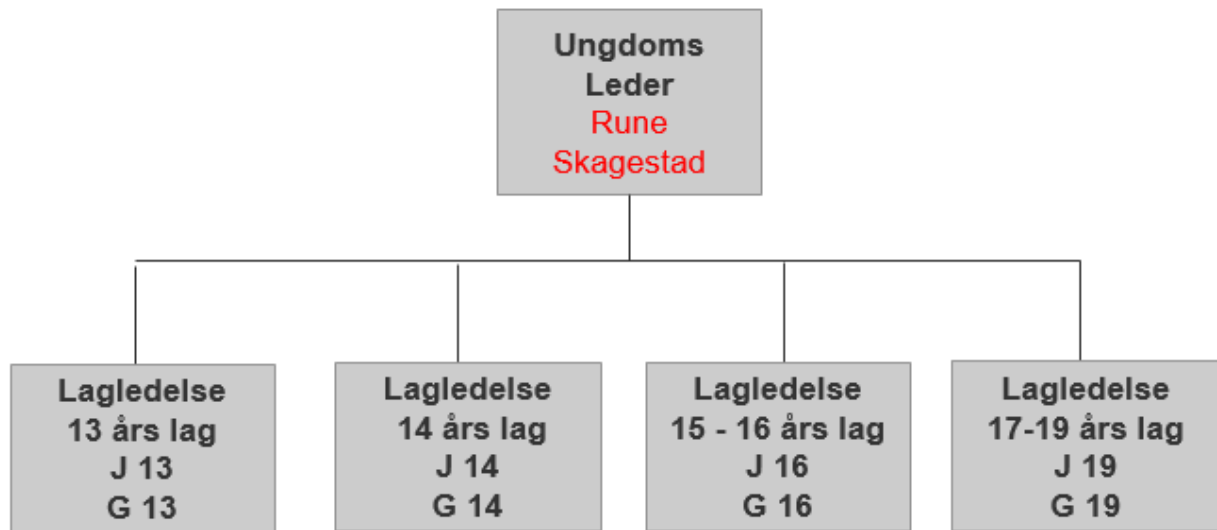 Ungdoms
Leder
Rune
Skagestad
Lagledelse
13 års lag
J 13
G 13
Lagledelse
14 års lag
J 14
G 14
Lagledelse
15 - 16 års lag
J 16
G 16
Lagledelse
17-19 års lag
J 19
G 19